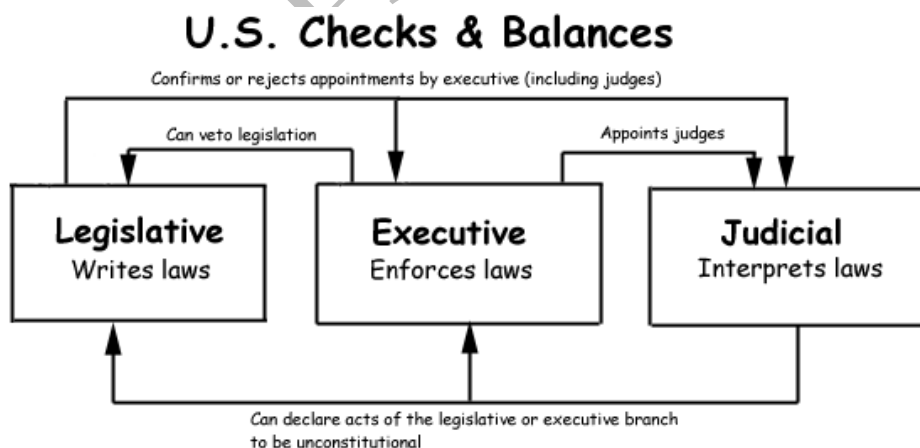 U.S. Checks & Balances
Confirms or rejects appointments by executive (including judges)
Can veto legislation
Appoints judges
Legislative
Writes laws
Executive
Enforces laws
Judicial
Interprets laws
Can declare acts of the legislative or executive branch
to be unconstitutional